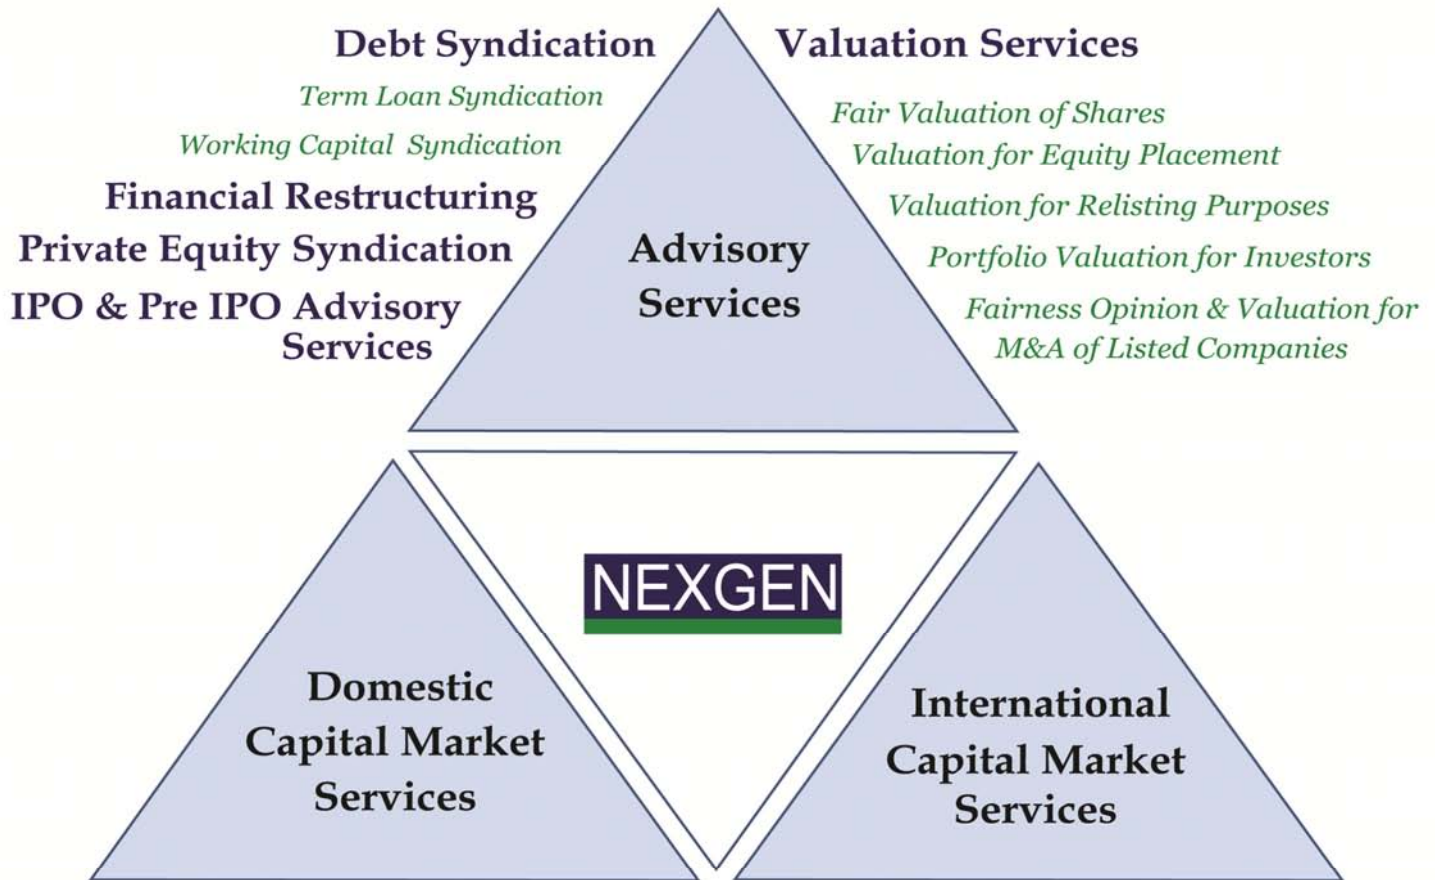 Debt Syndication
Term Loan Syndication
Working Capital Syndication
Financial Restructuring
Private Equity Syndication
IPO & Pre IPO Advisory
Services
Valuation Services
Fair Valuation of Shares
Valuation for Equity Placement
Valuation for Relisting Purposes
Portfolio Valuation for Investors
Fairness Opinion & Valuation for
M&A of Listed Companies
Advisory
Services
NEXGEN
Domestic
Capital Market
Services
International
Capital Market
Services